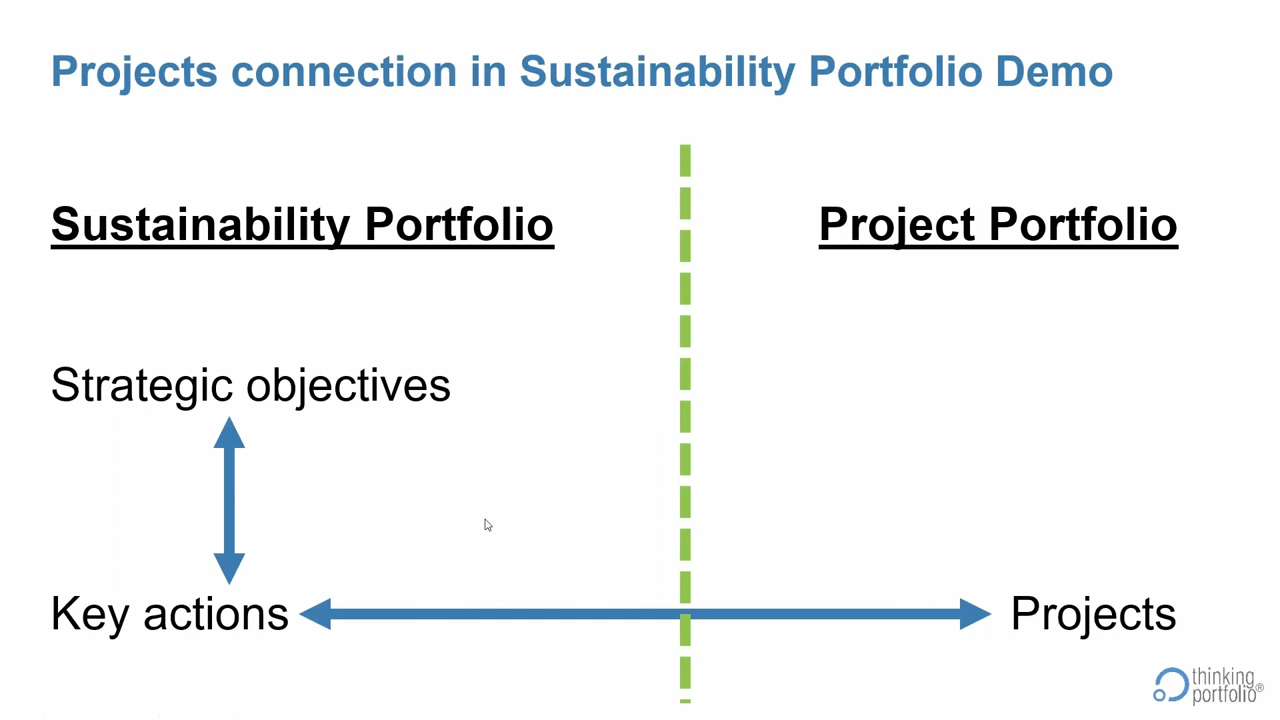 Projects connection in Sustainability Portfolio Demo
Sustainability Portfolio
Project Portfolio
Strategic objectives
Key actions
Projects
thinking
portfolio®